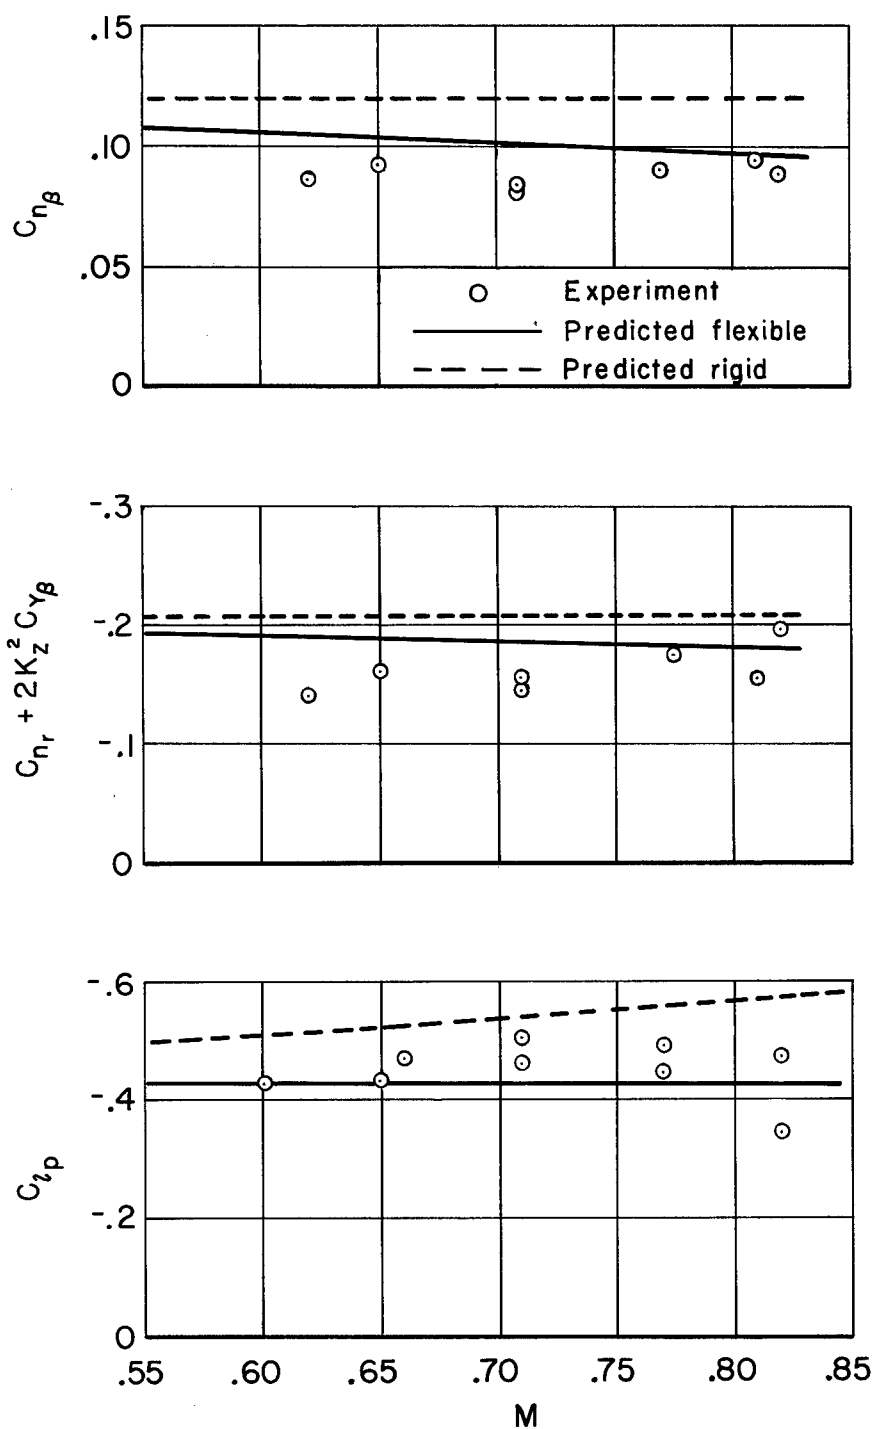 .15
.10
.05
0
C_{n_β}
Experiment
Predicted flexible
Predicted rigid
-.3
-.2
-.1
0
C_{n_r} + 2K_Z^2 C_{Y_β}
-.6
-.4
-.2
0
C_{l_p}
.55 .60 .65 .70 .75 .80 .85
M